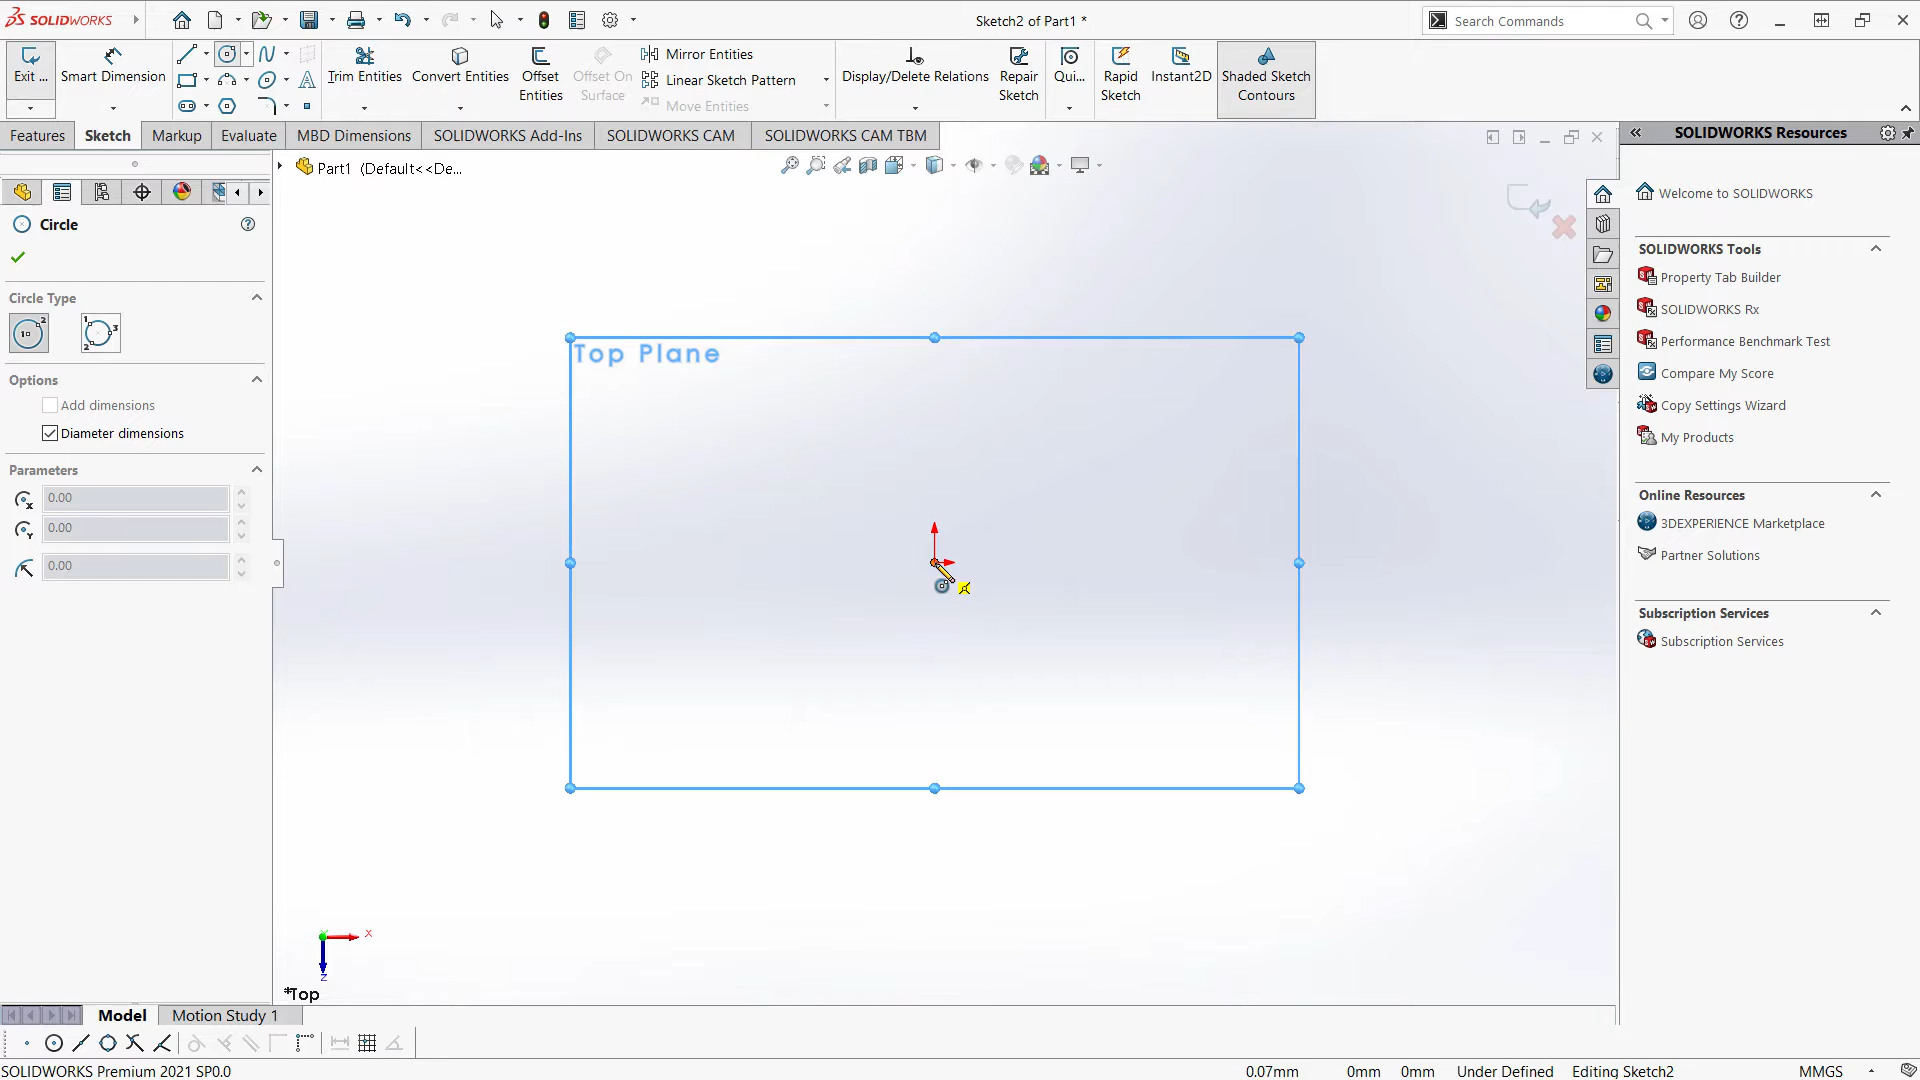 SOLIDWORKS
Sketch2 of Part1 *
Search Commands
Exit ...
Smart Dimension
Trim Entities
Convert Entities
Offset Entities
Offset On Surface
Mirror Entities
Linear Sketch Pattern
Move Entities
Display/Delete Relations
Repair Sketch
Qui...
Rapid Sketch
Instant2D
Shaded Sketch Contours
Features
Sketch
Markup
Evaluate
MBD Dimensions
SOLIDWORKS Add-Ins
SOLIDWORKS CAM
SOLIDWORKS CAM TBM
Part1 (Default<<De...
Circle
Circle Type
Options
Add dimensions
Diameter dimensions
Parameters
0.00
0.00
0.00
Top Plane
X
Z
*Top
SOLIDWORKS Resources
Welcome to SOLIDWORKS
SOLIDWORKS Tools
Property Tab Builder
SOLIDWORKS Rx
Performance Benchmark Test
Compare My Score
Copy Settings Wizard
My Products
Online Resources
3DEXPERIENCE Marketplace
Partner Solutions
Subscription Services
Subscription Services
Model
Motion Study 1
SOLIDWORKS Premium 2021 SP0.0
0.07mm
0mm
0mm
Under Defined
Editing Sketch2
MMGS